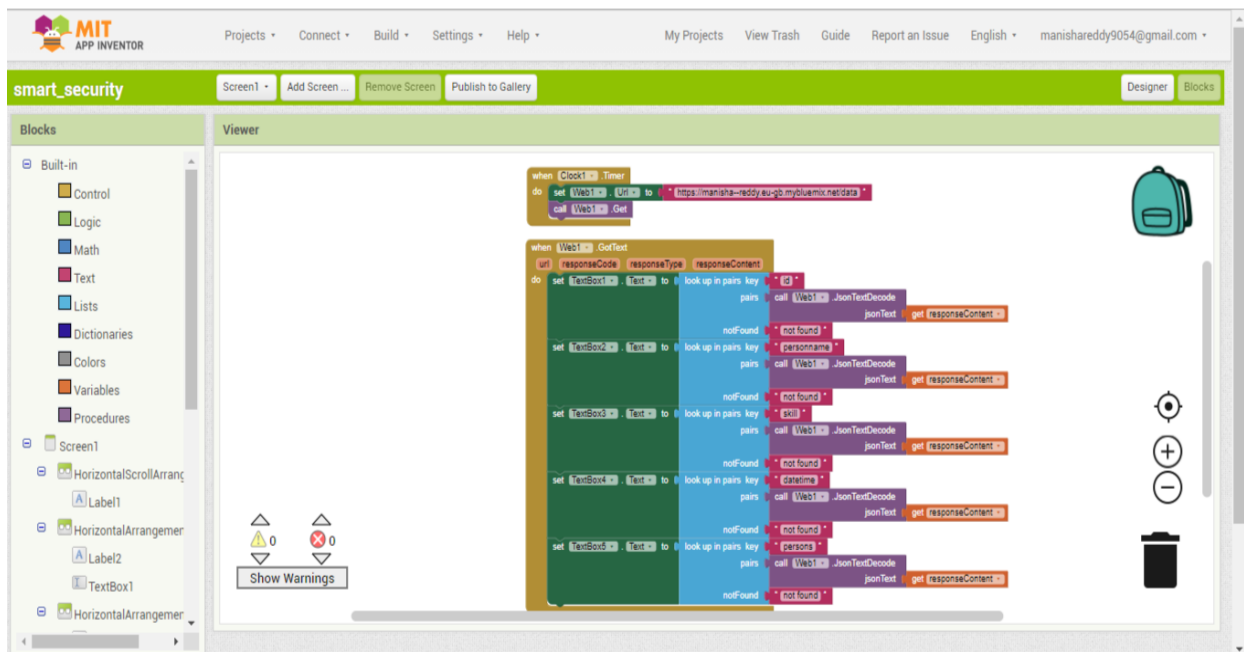 MIT
APP INVENTOR
Projects Connect Build Settings Help My Projects View Trash Guide Report an Issue English manishareddy9054@gmail.com
smart_security Screen1 Add Screen ... Remove Screen Publish to Gallery Designer Blocks
Blocks Viewer
Built-in
Control
Logic
Math
Text
Lists
Dictionaries
Colors
Variables
Procedures
Screen1
HorizontalScrollArrang
Label1
HorizontalArrangemer
Label2
TextBox1
HorizontalArrangemer
when Clock1 .Timer
do set Web1 . Url to " https://manisha--reddy.eu-gb.mybluemix.net/data "
call Web1 .Get
when Web1 .GotText
url responseCode responseType responseContent
do set TextBox1 . Text to look up in pairs key " id "
pairs call Web1 .JsonTextDecode
jsonText get responseContent
notFound " not found "
set TextBox2 . Text to look up in pairs key " personname "
pairs call Web1 .JsonTextDecode
jsonText get responseContent
notFound " not found "
set TextBox3 . Text to look up in pairs key " skill "
pairs call Web1 .JsonTextDecode
jsonText get responseContent
notFound " not found "
set TextBox4 . Text to look up in pairs key " datetime "
pairs call Web1 .JsonTextDecode
jsonText get responseContent
notFound " not found "
set TextBox5 . Text to look up in pairs key " persons "
pairs call Web1 .JsonTextDecode
jsonText get responseContent
notFound " not found "
0 0
Show Warnings